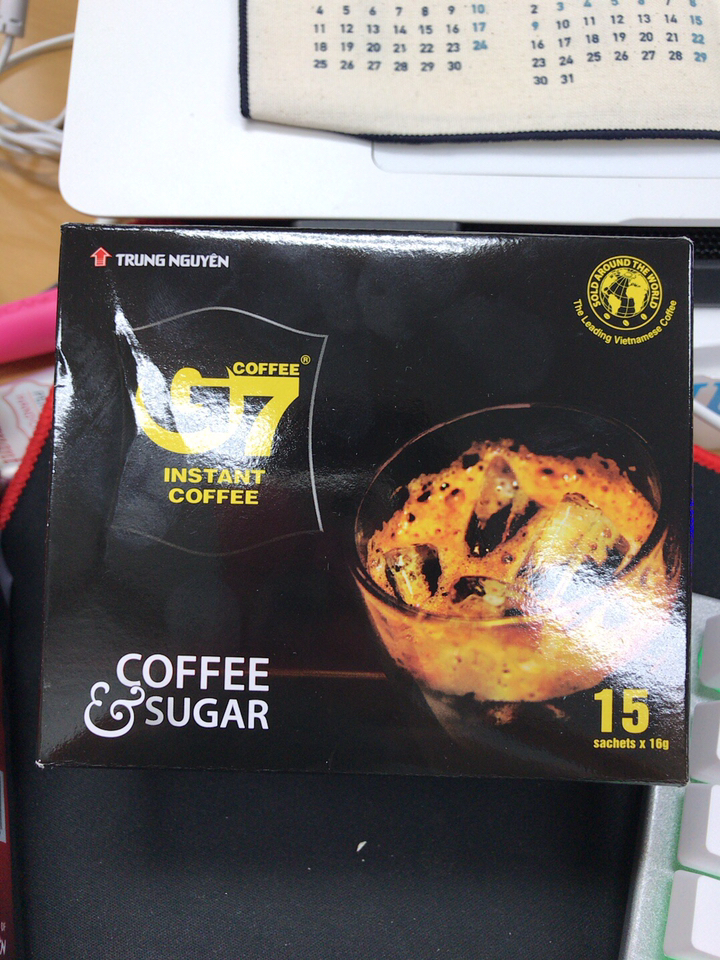 4 5 6 7 8 9 10
11 12 13 14 15 16 17
18 19 20 21 22 23 24
25 26 27 28 29 30
2 3 4 5 6 7 8
9 10 11 12 13 14 15
16 17 18 19 20 21 22
23 24 25 26 27 28 29
30 31
TRUNG NGUYÊN
SOLD AROUND THE WORLD
The Leading Vietnamese Coffee
COFFEE®
G7
INSTANT
COFFEE
COFFEE
& SUGAR
15
sachets x 16g